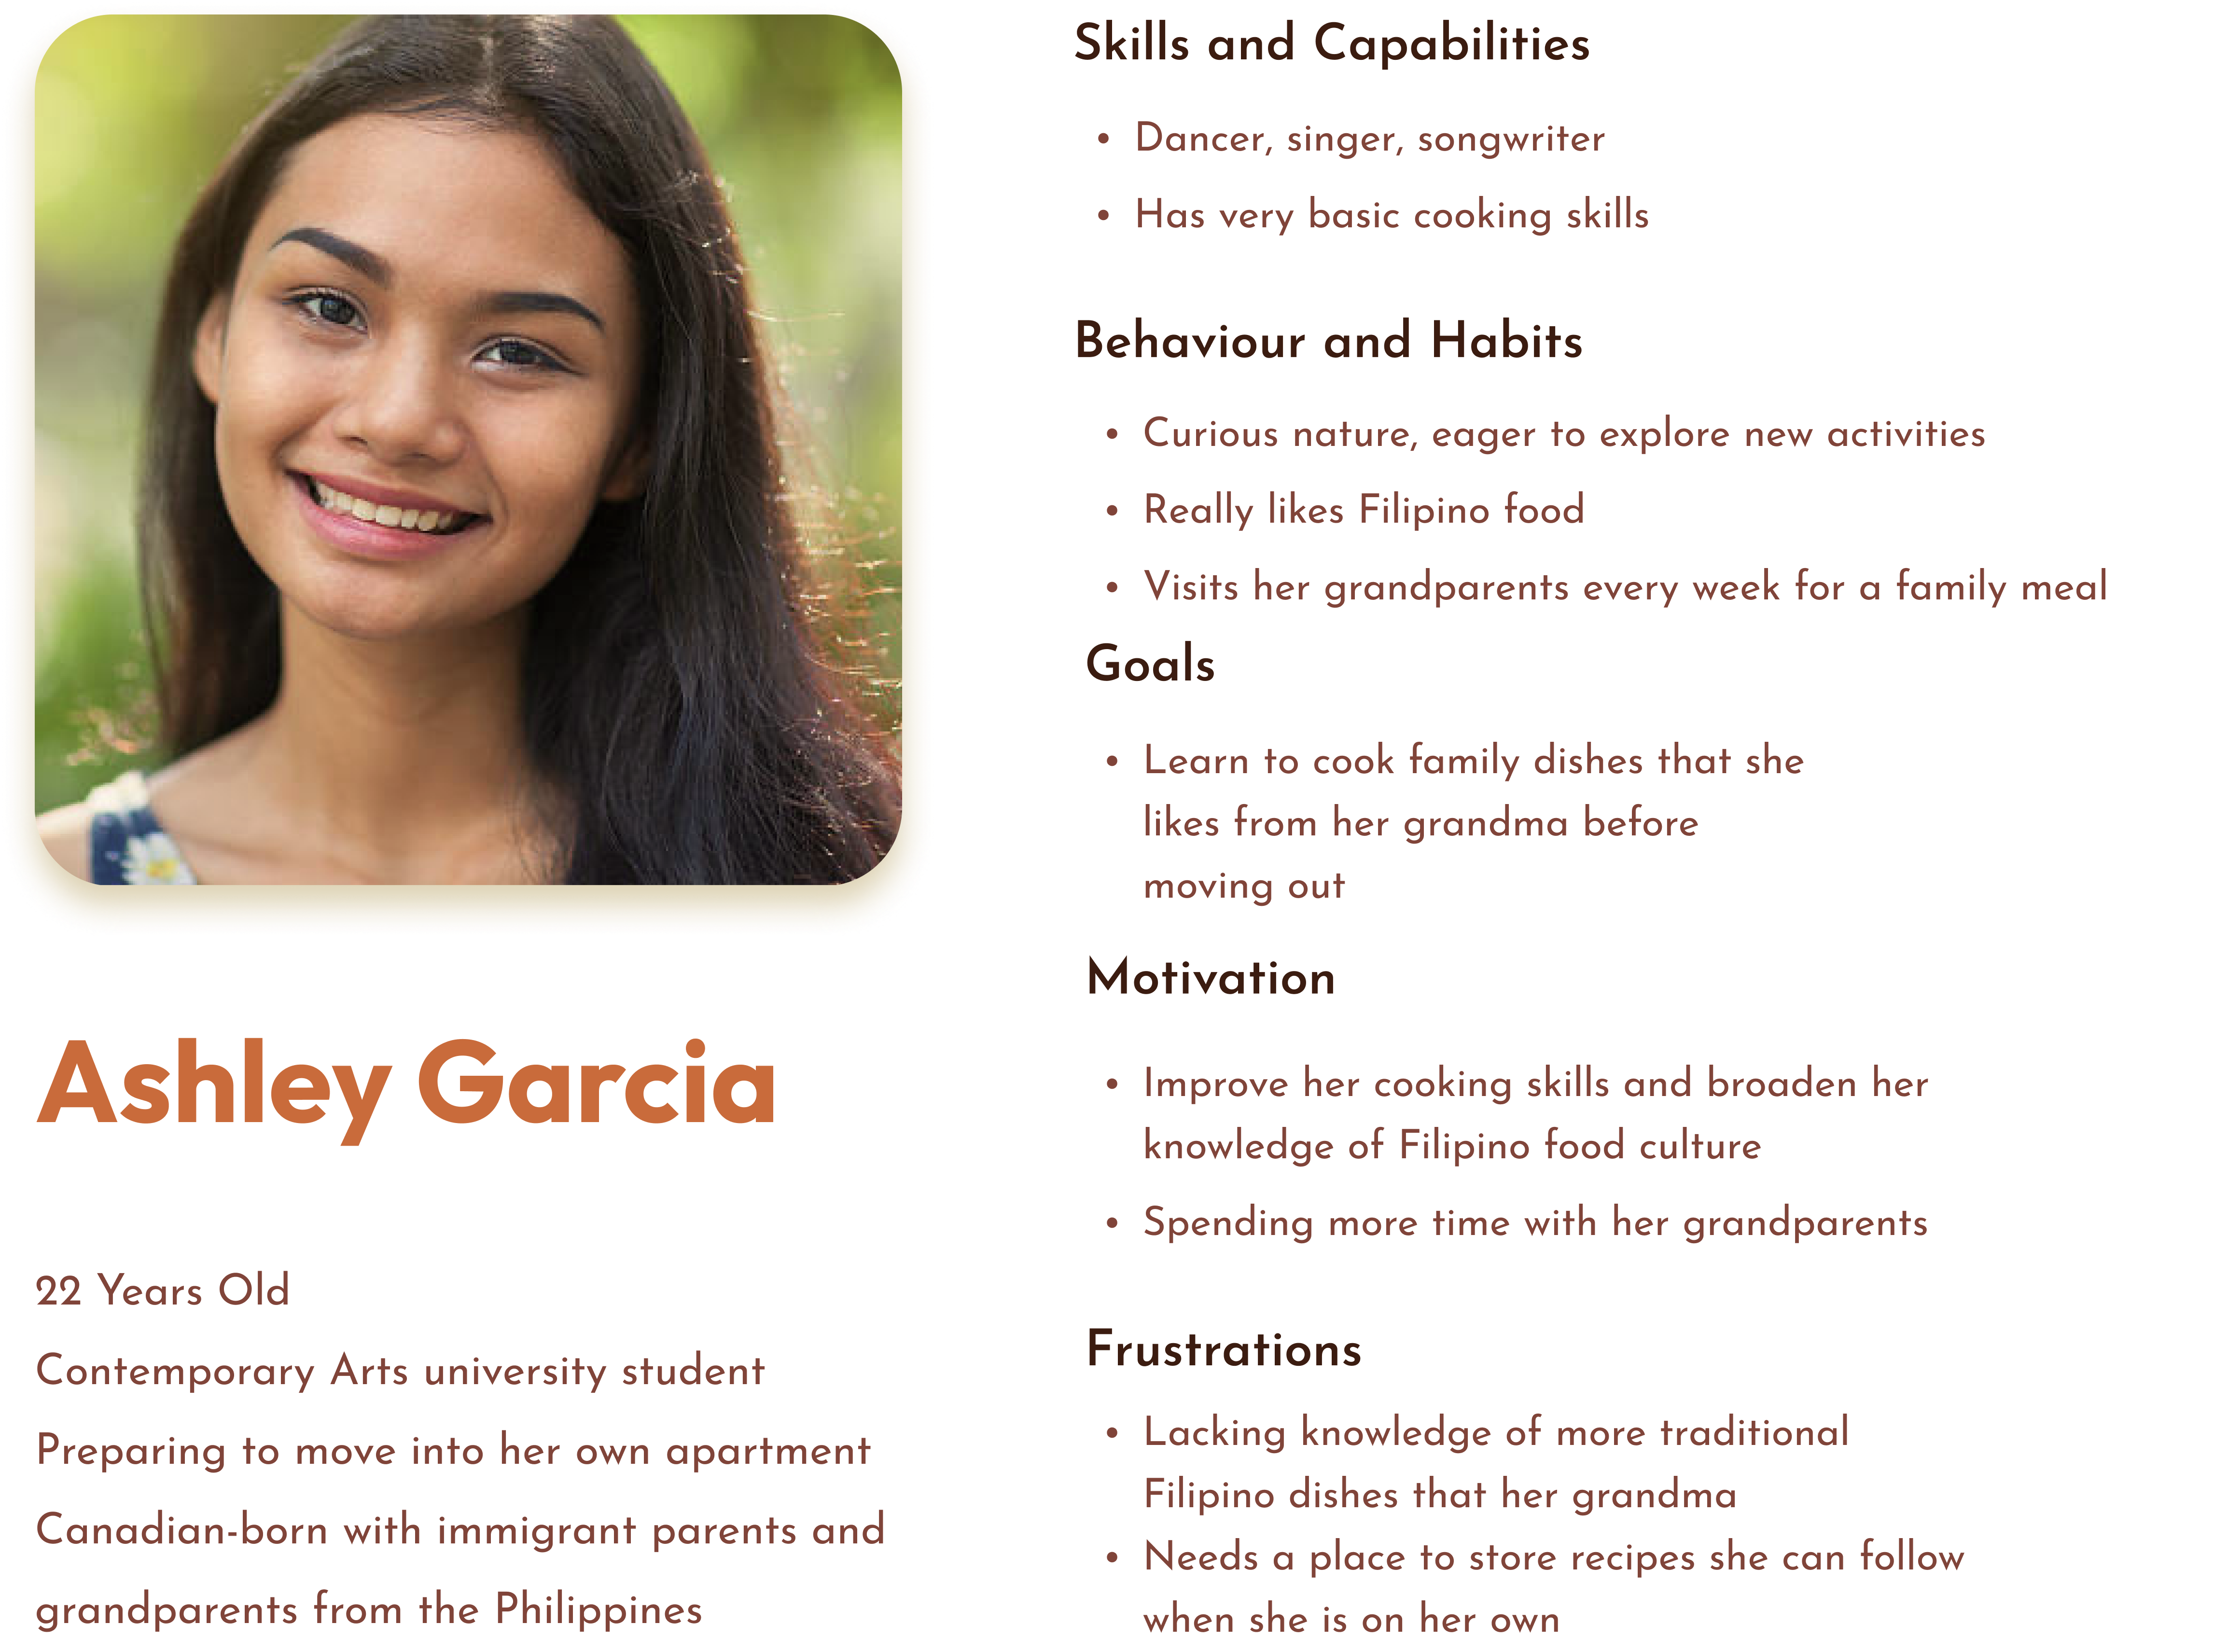 Ashley Garcia
22 Years Old
Contemporary Arts university student
Preparing to move into her own apartment
Canadian-born with immigrant parents and
grandparents from the Philippines
Skills and Capabilities
• Dancer, singer, songwriter
• Has very basic cooking skills
Behaviour and Habits
• Curious nature, eager to explore new activities
• Really likes Filipino food
• Visits her grandparents every week for a family meal
Goals
• Learn to cook family dishes that she
likes from her grandma before
moving out
Motivation
• Improve her cooking skills and broaden her
knowledge of Filipino food culture
• Spending more time with her grandparents
Frustrations
• Lacking knowledge of more traditional
Filipino dishes that her grandma
• Needs a place to store recipes she can follow
when she is on her own